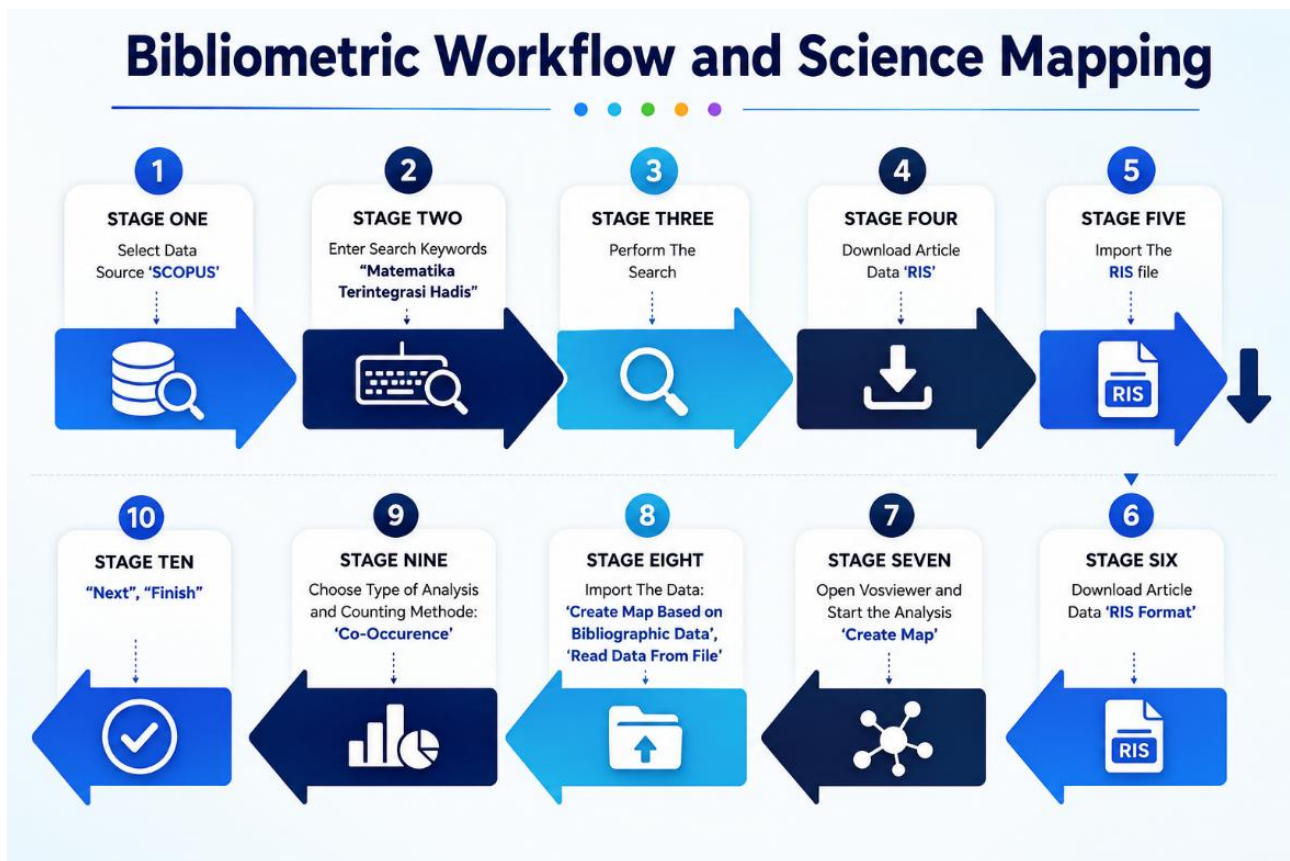 Bibliometric Workflow and Science Mapping
1
STAGE ONE
Select Data
Source ‘SCOPUS’
2
STAGE TWO
Enter Search Keywords
“Matematika
Terintegrasi Hadis”
3
STAGE THREE
Perform The
Search
4
STAGE FOUR
Download Article
Data ‘RIS’
5
STAGE FIVE
Import The
RIS file
RIS
6
STAGE SIX
Download Article
Data ‘RIS Format’
RIS
7
STAGE SEVEN
Open Vosviewer and
Start the Analysis
‘Create Map’
8
STAGE EIGHT
Import The Data:
‘Create Map Based on
Bibliographic Data’,
‘Read Data From File’
9
STAGE NINE
Choose Type of Analysis
and Counting Methode:
‘Co-Occurence’
10
STAGE TEN
“Next”, “Finish”